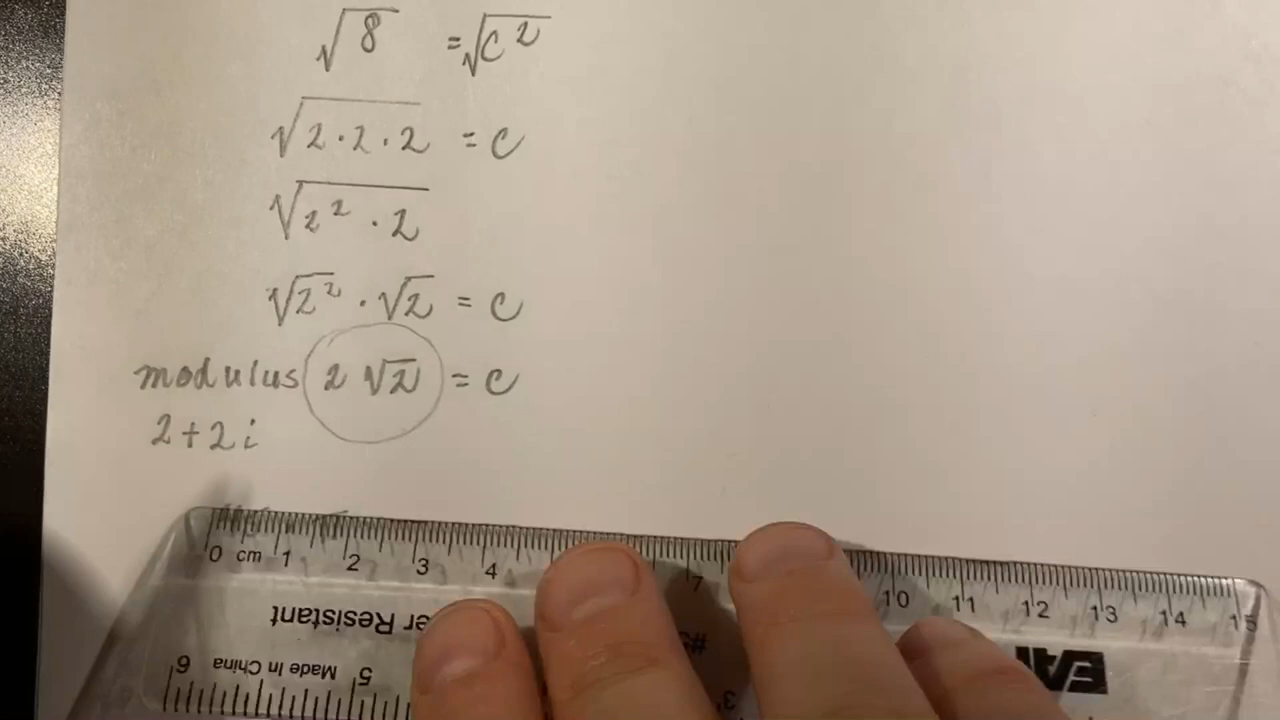 √8 = √c²
√2·2·2 = c
√2²·2
√2² · √2 = c
modulus 2 √2 = c
2+2i
0 cm 1 2 3 4 7 10 11 12 13 14 15
Resistant
Made In China
6 5